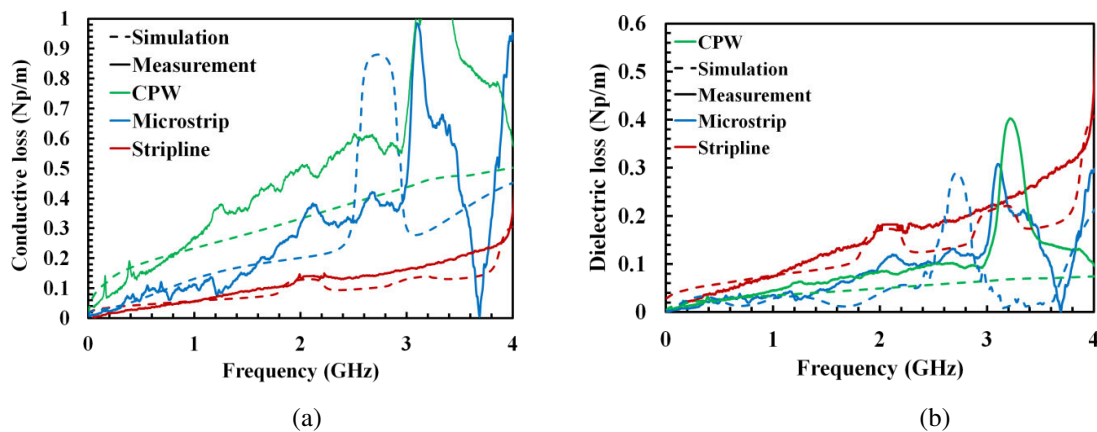 1
0.9
0.8
0.7
0.6
0.5
0.4
0.3
0.2
0.1
0
Conductive loss (Np/m)
Simulation
Measurement
CPW
Microstrip
Stripline
0 1 2 3 4
Frequency (GHz)
(a)
0.6
0.5
0.4
0.3
0.2
0.1
0.0
Dielectric loss (Np/m)
CPW
Simulation
Measurement
Microstrip
Stripline
0 1 2 3 4
Frequency (GHz)
(b)